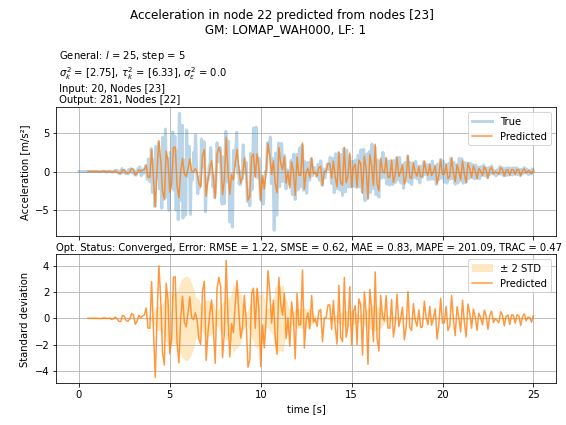 Acceleration in node 22 predicted from nodes [23]
GM: LOMAP_WAH000, LF: 1
General: l = 25, step = 5
σ²ₖ = [2.75], τ²ₖ = [6.33], σ²_ε = 0.0
Input: 20, Nodes [23]
Output: 281, Nodes [22]
Acceleration [m/s²]
5
0
−5
True
Predicted
Opt. Status: Converged, Error: RMSE = 1.22, SMSE = 0.62, MAE = 0.83, MAPE = 201.09, TRAC = 0.47
Standard deviation
4
2
0
−2
−4
± 2 STD
Predicted
0 5 10 15 20 25
time [s]